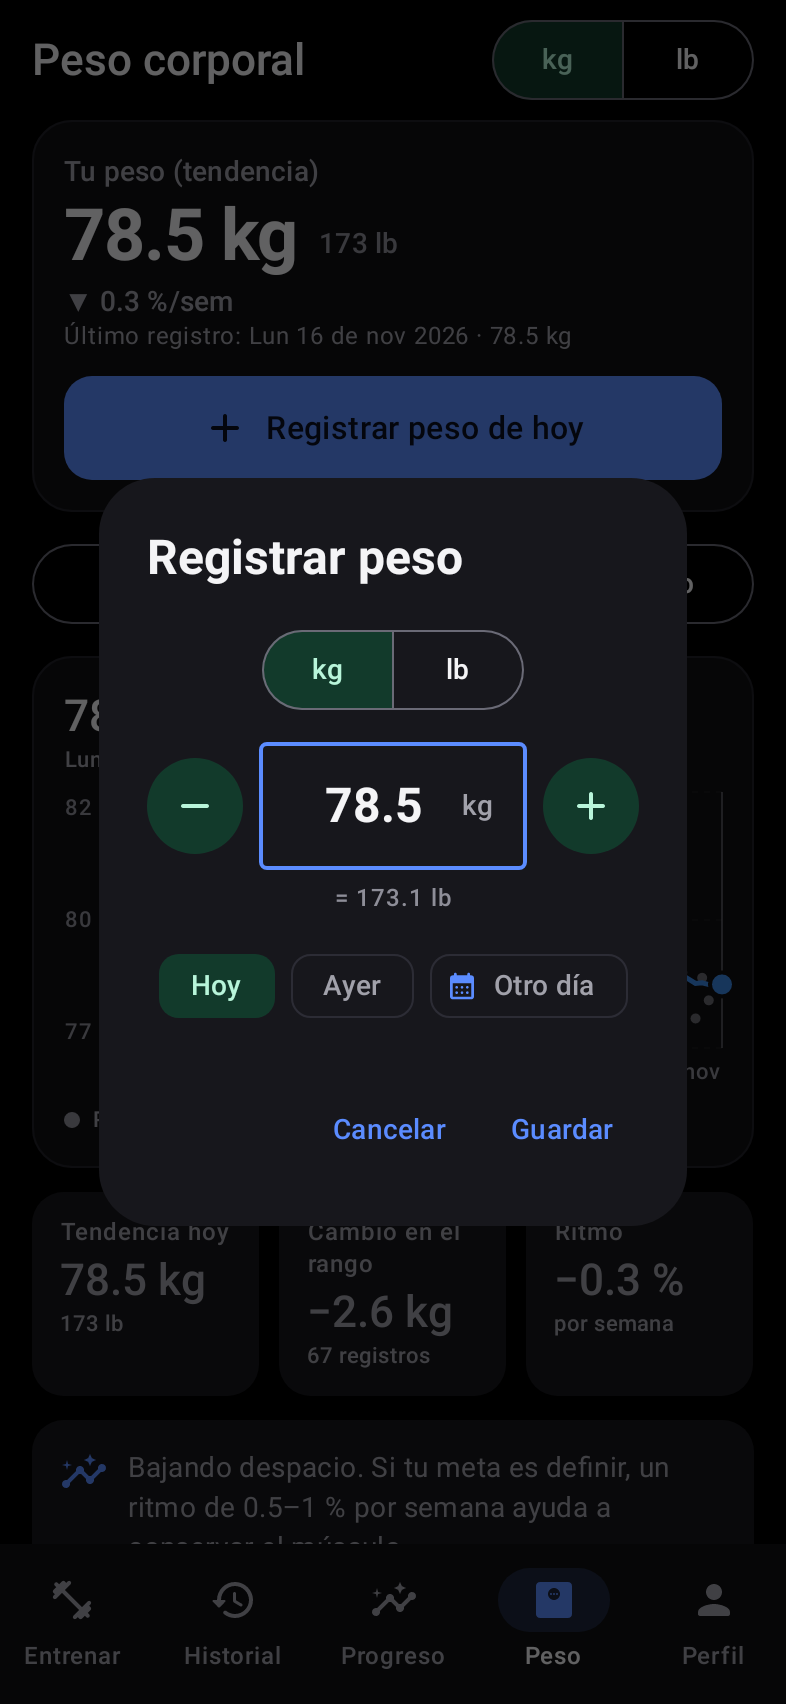 Peso corporal
kg
lb
Tu peso (tendencia)
78.5 kg 173 lb
▼ 0.3 %/sem
Último registro: Lun 16 de nov 2026 · 78.5 kg
Registrar peso de hoy
Registrar peso
kg
lb
78.5 kg
= 173.1 lb
Hoy
Ayer
Otro día
Cancelar
Guardar
82
80
77
nov
Tendencia hoy
78.5 kg
173 lb
Cambio en el
rango
−2.6 kg
67 registros
Ritmo
−0.3 %
por semana
Bajando despacio. Si tu meta es definir, un
ritmo de 0.5–1 % por semana ayuda a
Entrenar
Historial
Progreso
Peso
Perfil